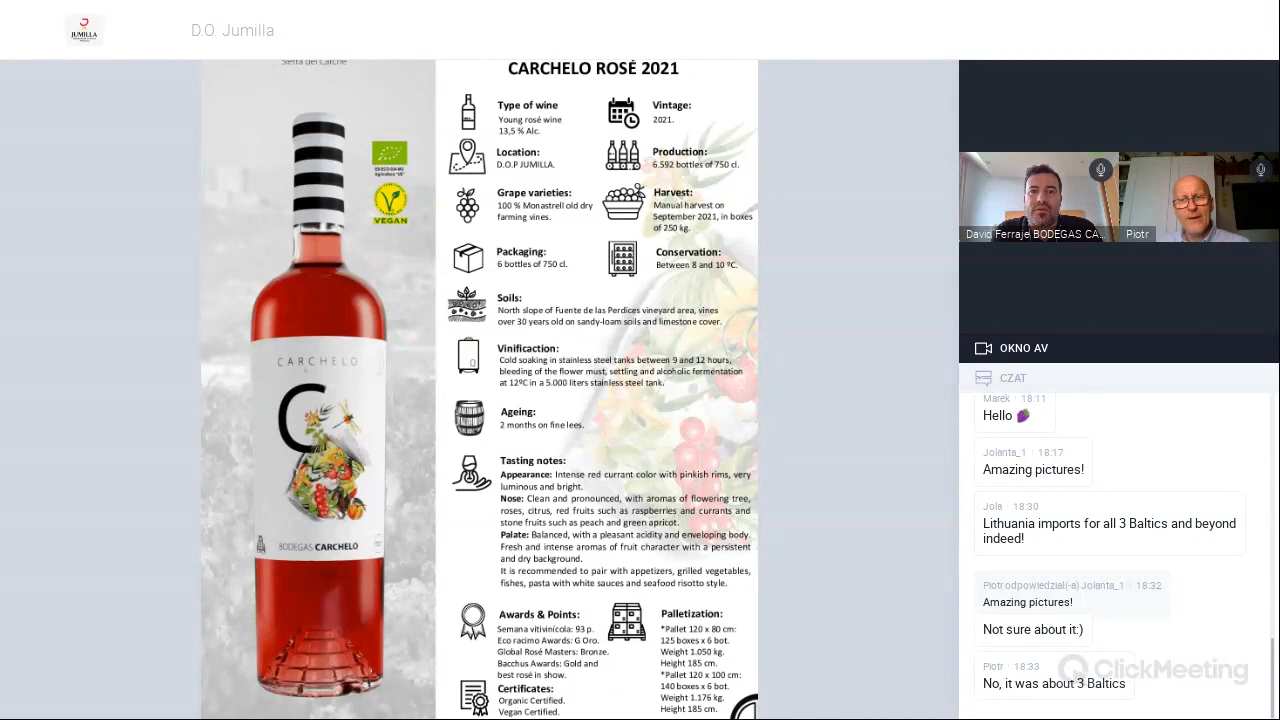 JUMILLA
D.O. Jumilla
Sierra del Carche
CARCHELO ROSÉ 2021
Type of wine
Young rosé wine
13,5 % Alc.
Vintage:
2021.
Location:
D.O.P JUMILLA.
Production:
6.592 bottles of 750 cl.
Grape varieties:
100 % Monastrell old dry
farming vines.
Harvest:
Manual harvest on
September 2021, in boxes
of 250 kg.
Packaging:
6 bottles of 750 cl.
Conservation:
Between 8 and 10 ºC.
Soils:
North slope of Fuente de las Perdices vineyard area, vines
over 30 years old on sandy-loam soils and limestone cover.
Vinificaction:
Cold soaking in stainless steel tanks between 9 and 12 hours,
bleeding of the flower must, settling and alcoholic fermentation
at 12ºC in a 5.000 liters stainless steel tank.
Ageing:
2 months on fine lees.
Tasting notes:
Appearance: Intense red currant color with pinkish rims, very
luminous and bright.
Nose: Clean and pronounced, with aromas of flowering tree,
roses, citrus, red fruits such as raspberries and currants and
stone fruits such as peach and green apricot.
Palate: Balanced, with a pleasant acidity and enveloping body.
Fresh and intense aromas of fruit character with a persistent
and dry background.
It is recommended to pair with appetizers, grilled vegetables,
fishes, pasta with white sauces and seafood risotto style.
Awards & Points:
Semana vitivinícola: 93 p.
Eco racimo Awards: G Oro.
Global Rosé Masters: Bronze.
Bacchus Awards: Gold and
best rosé in show.
Certificates:
Organic Certified.
Vegan Certified.
Palletization:
*Pallet 120 x 80 cm:
125 boxes x 6 bot.
Weight 1.050 kg.
Height 185 cm.
*Pallet 120 x 100 cm:
140 boxes x 6 bot.
Weight 1.176 kg.
Height 185 cm.
VEGAN
CARCHELO
C
BODEGAS CARCHELO
David Ferraje BODEGAS CA...
Piotr
OKNO AV
CZAT
Marek 18:11
Hello
Jolanta_1 18:17
Amazing pictures!
Jola 18:30
Lithuania imports for all 3 Baltics and beyond
indeed!
Piotr odpowiedział(-a) Jolanta_1 18:32
Amazing pictures!
Not sure about it:)
Piotr 18:33
No, it was about 3 Baltics
ClickMeeting